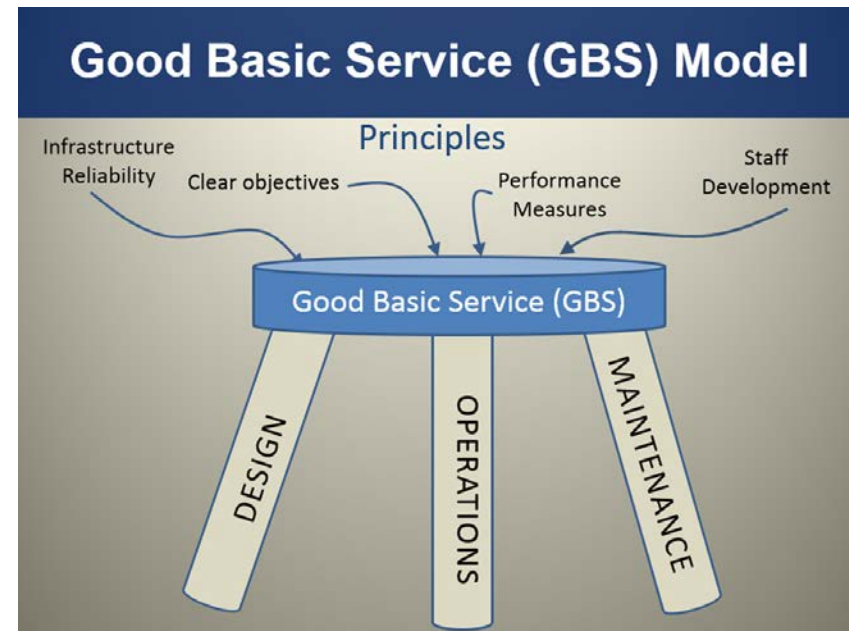 Good Basic Service (GBS) Model
Principles
Infrastructure
Reliability
Clear objectives
Performance
Measures
Staff
Development
Good Basic Service (GBS)
DESIGN
OPERATIONS
MAINTENANCE